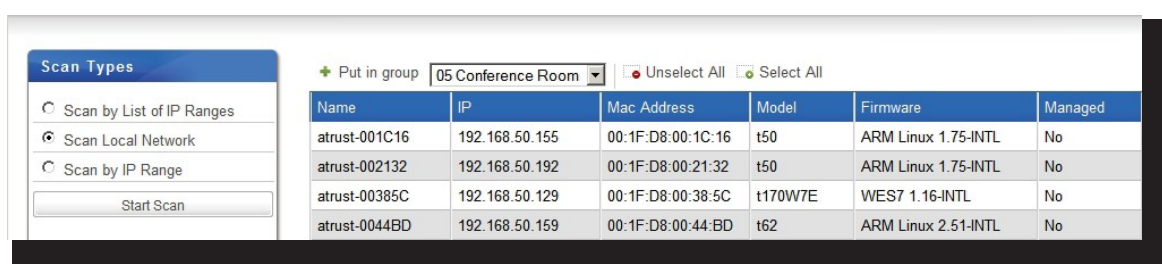 Scan Types
Scan by List of IP Ranges
Scan Local Network
Scan by IP Range
Start Scan
Put in group 05 Conference Room Unselect All Select All
Name IP Mac Address Model Firmware Managed
atrust-001C16 192.168.50.155 00:1F:D8:00:1C:16 t50 ARM Linux 1.75-INTL No
atrust-002132 192.168.50.192 00:1F:D8:00:21:32 t50 ARM Linux 1.75-INTL No
atrust-00385C 192.168.50.129 00:1F:D8:00:38:5C t170W7E WES7 1.16-INTL No
atrust-0044BD 192.168.50.159 00:1F:D8:00:44:BD t62 ARM Linux 2.51-INTL No